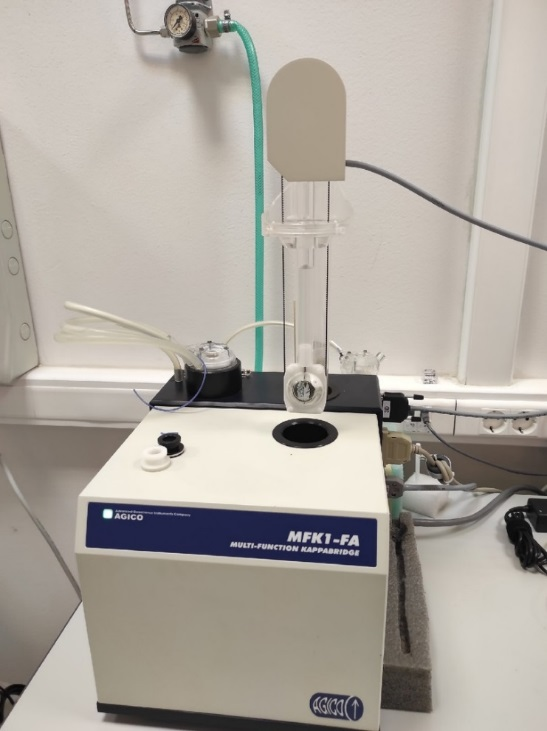 AGICO
MFK1-FA
MULTI-FUNCTION KAPPABRIDGE
AGICO